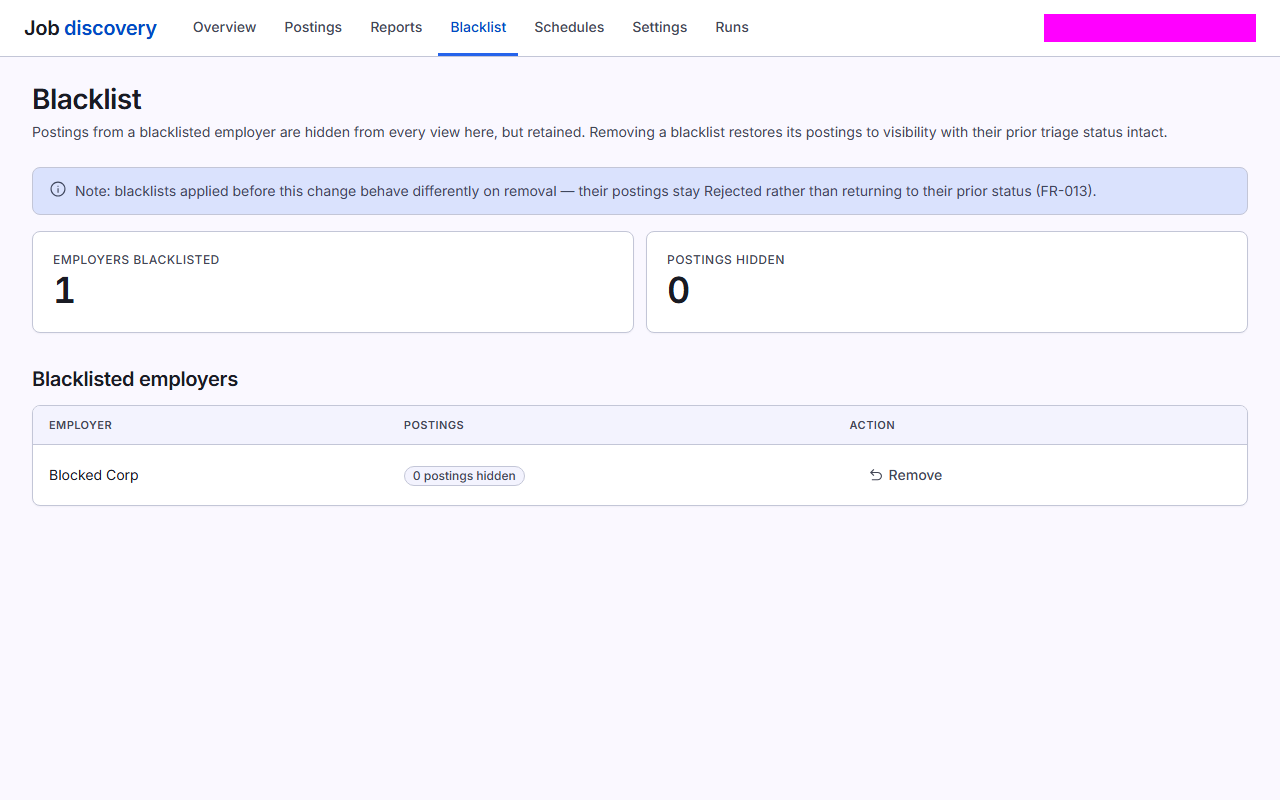 Job discovery
Overview
Postings
Reports
Blacklist
Schedules
Settings
Runs
Blacklist
Postings from a blacklisted employer are hidden from every view here, but retained. Removing a blacklist restores its postings to visibility with their prior triage status intact.
Note: blacklists applied before this change behave differently on removal — their postings stay Rejected rather than returning to their prior status (FR-013).
EMPLOYERS BLACKLISTED
1
POSTINGS HIDDEN
0
Blacklisted employers
EMPLOYER POSTINGS ACTION
Blocked Corp 0 postings hidden Remove